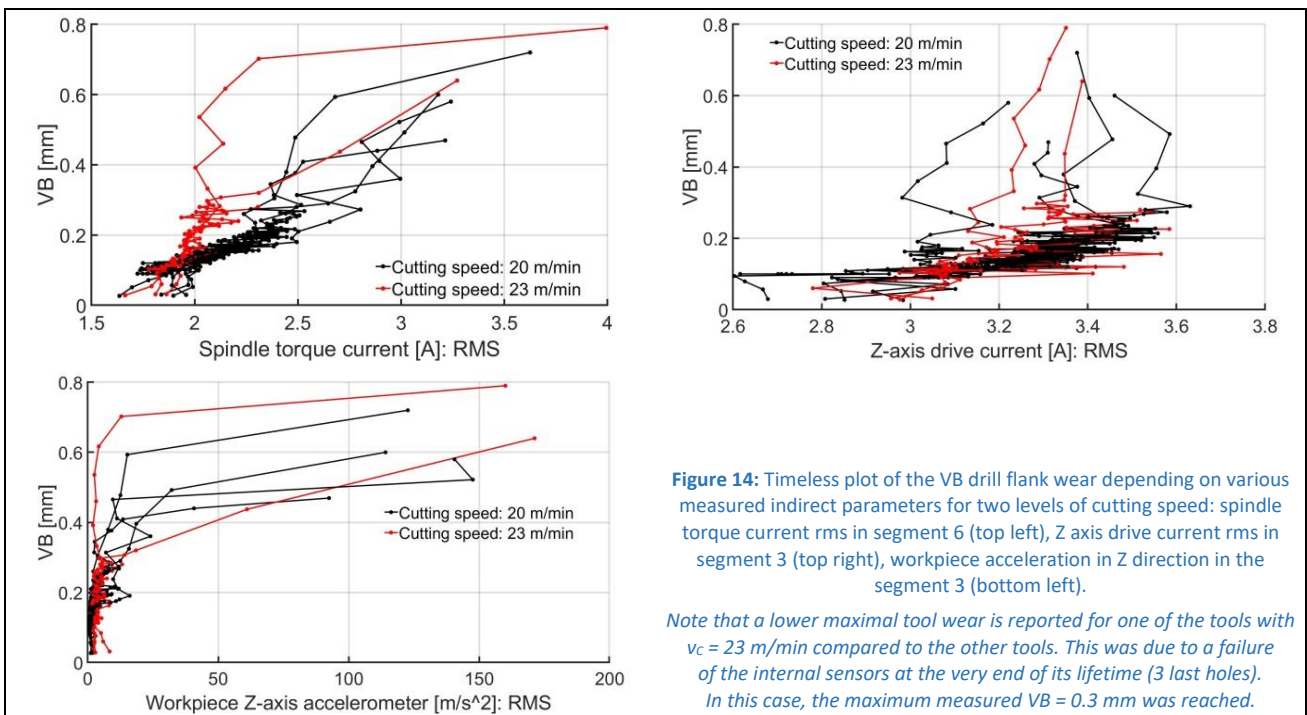 0.8
0.6
0.4
0.2
0
VB [mm]
Cutting speed: 20 m/min
Cutting speed: 23 m/min
1.5 2 2.5 3 3.5 4
Spindle torque current [A]: RMS
0.8
0.6
0.4
0.2
0
VB [mm]
Cutting speed: 20 m/min
Cutting speed: 23 m/min
2.6 2.8 3 3.2 3.4 3.6 3.8
Z-axis drive current [A]: RMS
0.8
0.6
0.4
0.2
0
VB [mm]
Cutting speed: 20 m/min
Cutting speed: 23 m/min
0 50 100 150 200
Workpiece Z-axis accelerometer [m/s^2]: RMS
Figure 14: Timeless plot of the VB drill flank wear depending on various
measured indirect parameters for two levels of cutting speed: spindle
torque current rms in segment 6 (top left), Z axis drive current rms in
segment 3 (top right), workpiece acceleration in Z direction in the
segment 3 (bottom left).
Note that a lower maximal tool wear is reported for one of the tools with
vc = 23 m/min compared to the other tools. This was due to a failure
of the internal sensors at the very end of its lifetime (3 last holes).
In this case, the maximum measured VB = 0.3 mm was reached.